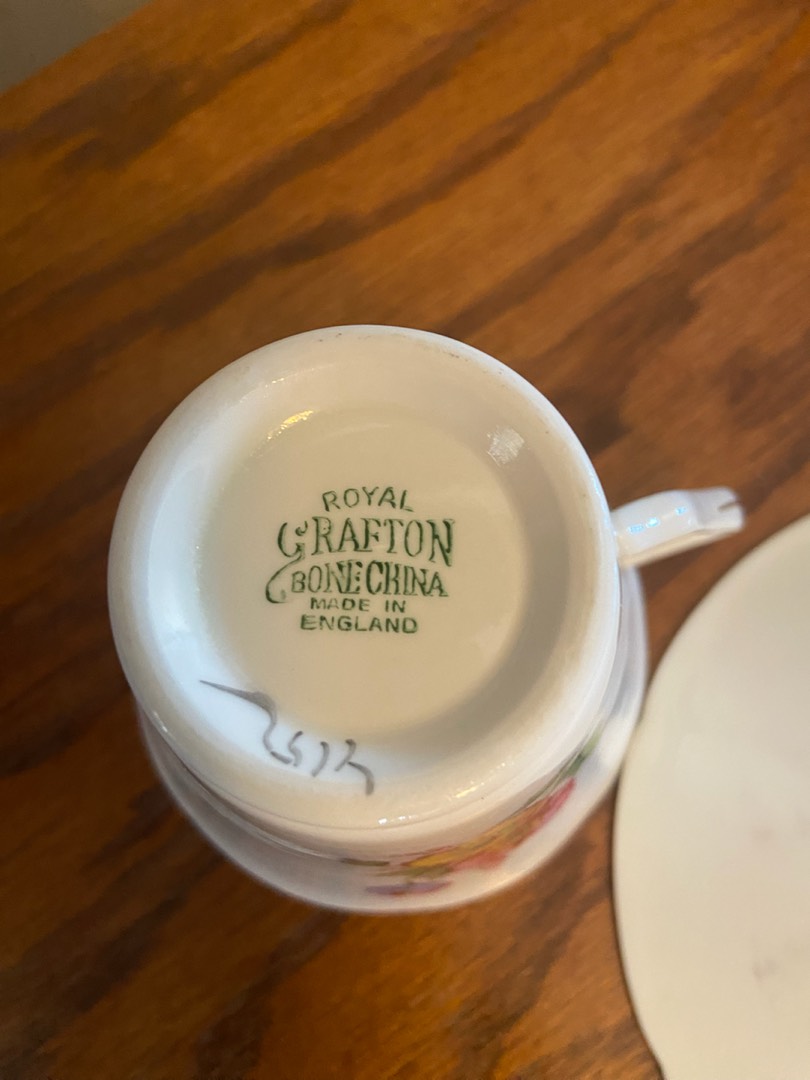 ROYAL
GRAFTON
BONE CHINA
MADE IN
ENGLAND